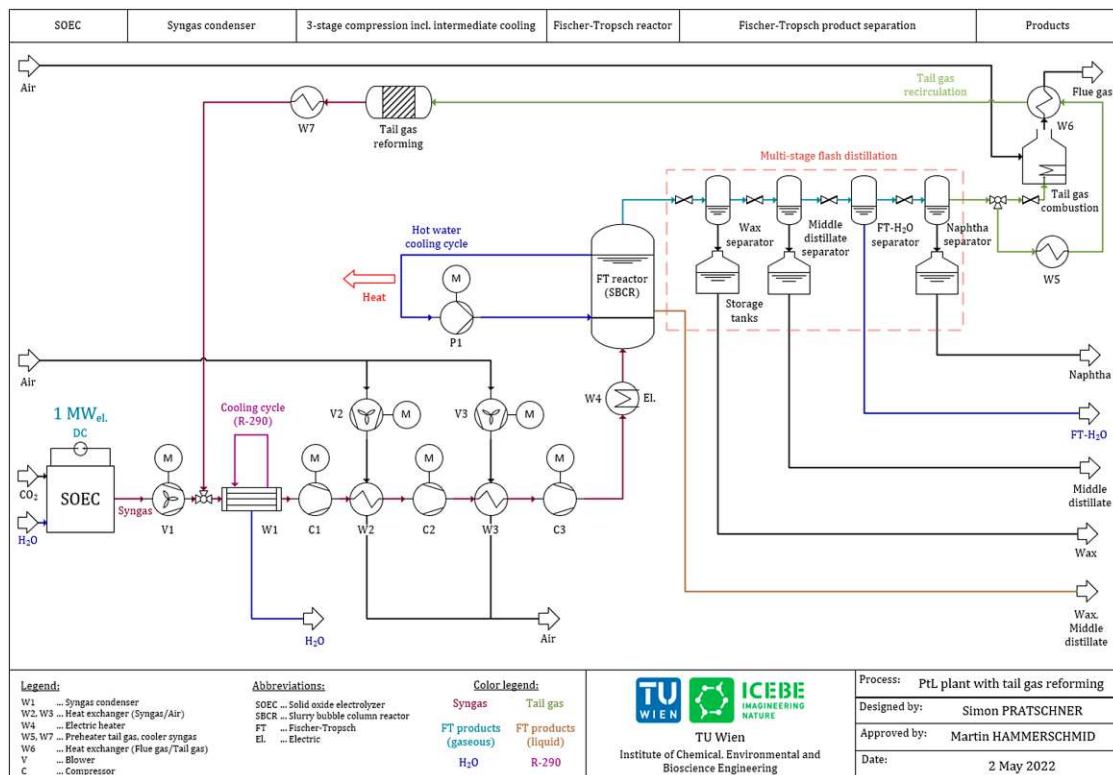 SOEC
Syngas condenser
3-stage compression incl. intermediate cooling
Fischer-Tropsch reactor
Fischer-Tropsch product separation
Products
Air
Tail gas
recirculation
Flue gas
W7
Tail gas
reforming
W6
Multi-stage flash distillation
Tail gas
combustion
Hot water
cooling cycle
Wax
separator
Middle
distillate
separator
FT-H2O
separator
Naphtha
separator
W5
M
FT reactor
(SBCR)
Heat
Storage
tanks
P1
Air
Naphtha
W4
El.
1 MWel.
DC
Cooling cycle
(R-290)
V2
M
V3
M
FT-H2O
M
M
M
M
CO2
SOEC
Syngas
H2O
V1
W1
C1
W2
C2
W3
C3
Middle
distillate
Wax
H2O
Air
Wax,
Middle
distillate
Legend:
W1 ... Syngas condenser
W2, W3 ... Heat exchanger (Syngas/Air)
W4 ... Electric heater
W5, W7 ... Preheater tail gas, cooler syngas
W6 ... Heat exchanger (Flue gas/Tail gas)
V ... Blower
C ... Compressor
Abbreviations:
SOEC ... Solid oxide electrolyzer
SBCR ... Slurry bubble column reactor
FT ... Fischer-Tropsch
El. ... Electric
Color legend:
Syngas
Tail gas
FT products
(gaseous)
FT products
(liquid)
H2O
R-290
TU
WIEN
ICEBE
IMAGINEERING
NATURE
TU Wien
Institute of Chemical, Environmental and
Bioscience Engineering
Process: PtL plant with tail gas reforming
Designed by: Simon PRATSCHNER
Approved by: Martin HAMMERSCHMID
Date: 2 May 2022